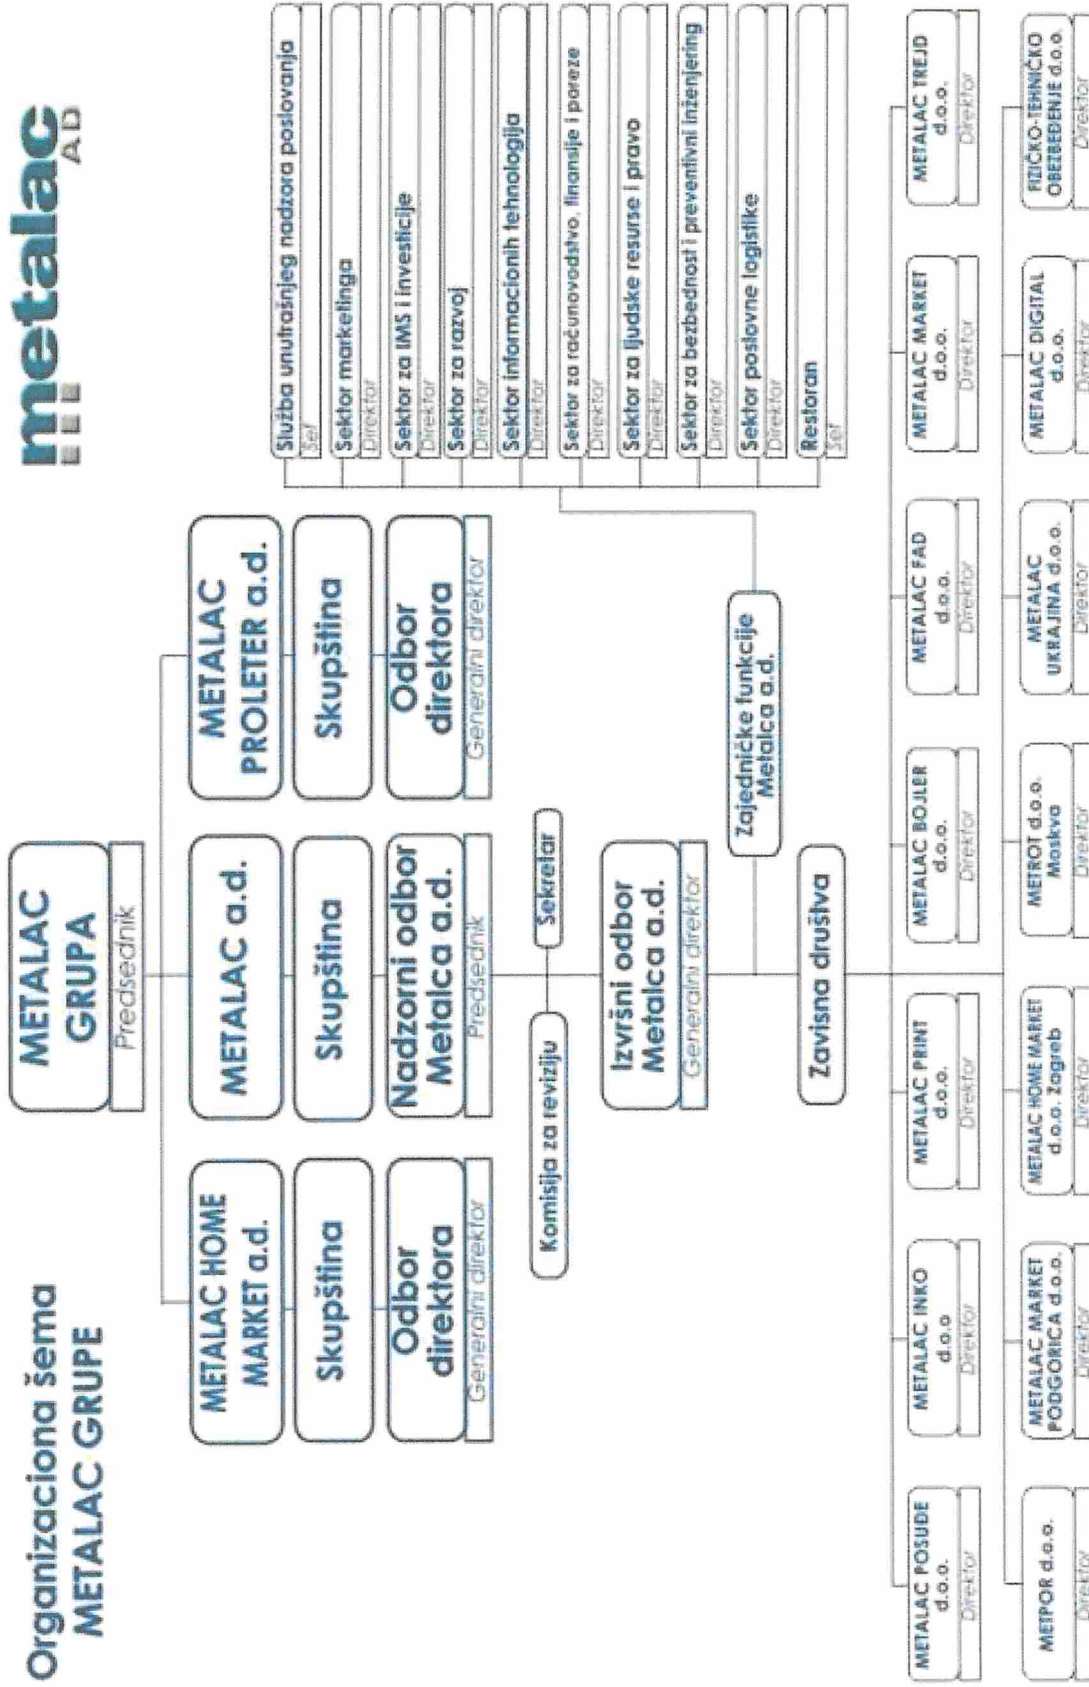 Organizaciona šema
METALAC GRUPE
metalac
AD
METALAC
GRUPA
Predsednik
METALAC HOME
MARKET a.d.
Skupština
Odbor
direktora
Generalni direktor
METALAC a.d.
Skupština
Nadzorni odbor
Metalca a.d.
Predsednik
METALAC
PROLETER a.d.
Skupština
Odbor
direktora
Generalni direktor
Komisija za reviziju
Sekretar
Izvršni odbor
Metalca a.d.
Generalni direktor
Zajedničke funkcije
Metalca a.d.
Služba unutrašnjeg nadzora poslovanja
Šef
Sektor marketinga
Direktor
Sektor za IMS i investicije
Direktor
Sektor za razvoj
Direktor
Sektor informacionih tehnologija
Direktor
Sektor za računovodstvo, finansije i poreze
Direktor
Sektor za ljudske resurse i pravo
Direktor
Sektor za bezbednost i preventivni inženjering
Direktor
Sektor poslovne logistike
Direktor
Restoran
Šef
Zavisna društva
METALAC POSUDE
d.o.o.
Direktor
METALAC INKO
d.o.o
Direktor
METALAC PRINT
d.o.o.
Direktor
METALAC BOJLER
d.o.o.
Direktor
METALAC FAD
d.o.o.
Direktor
METALAC MARKET
d.o.o.
Direktor
METALAC TREJD
d.o.o.
Direktor
METPOR d.o.o.
Direktor
METALAC MARKET
PODGORICA d.o.o.
Direktor
METALAC HOME MARKET
d.o.o. Zagreb
Direktor
METROT d.o.o.
Moskva
Direktor
METALAC
UKRAJINA d.o.o.
Direktor
METALAC DIGITAL
d.o.o.
Direktor
FIZIČKO-TEHNIČKO
OBEZBEĐENJE d.o.o.
Direktor